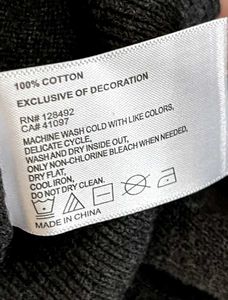 100% COTTON
EXCLUSIVE OF DECORATION
RN# 128492
CA# 41097
MACHINE WASH COLD WITH LIKE COLORS,
DELICATE CYCLE,
WASH AND DRY INSIDE OUT,
ONLY NON-CHLORINE BLEACH WHEN NEEDED,
DRY FLAT,
COOL IRON,
DO NOT DRY CLEAN.
MADE IN CHINA